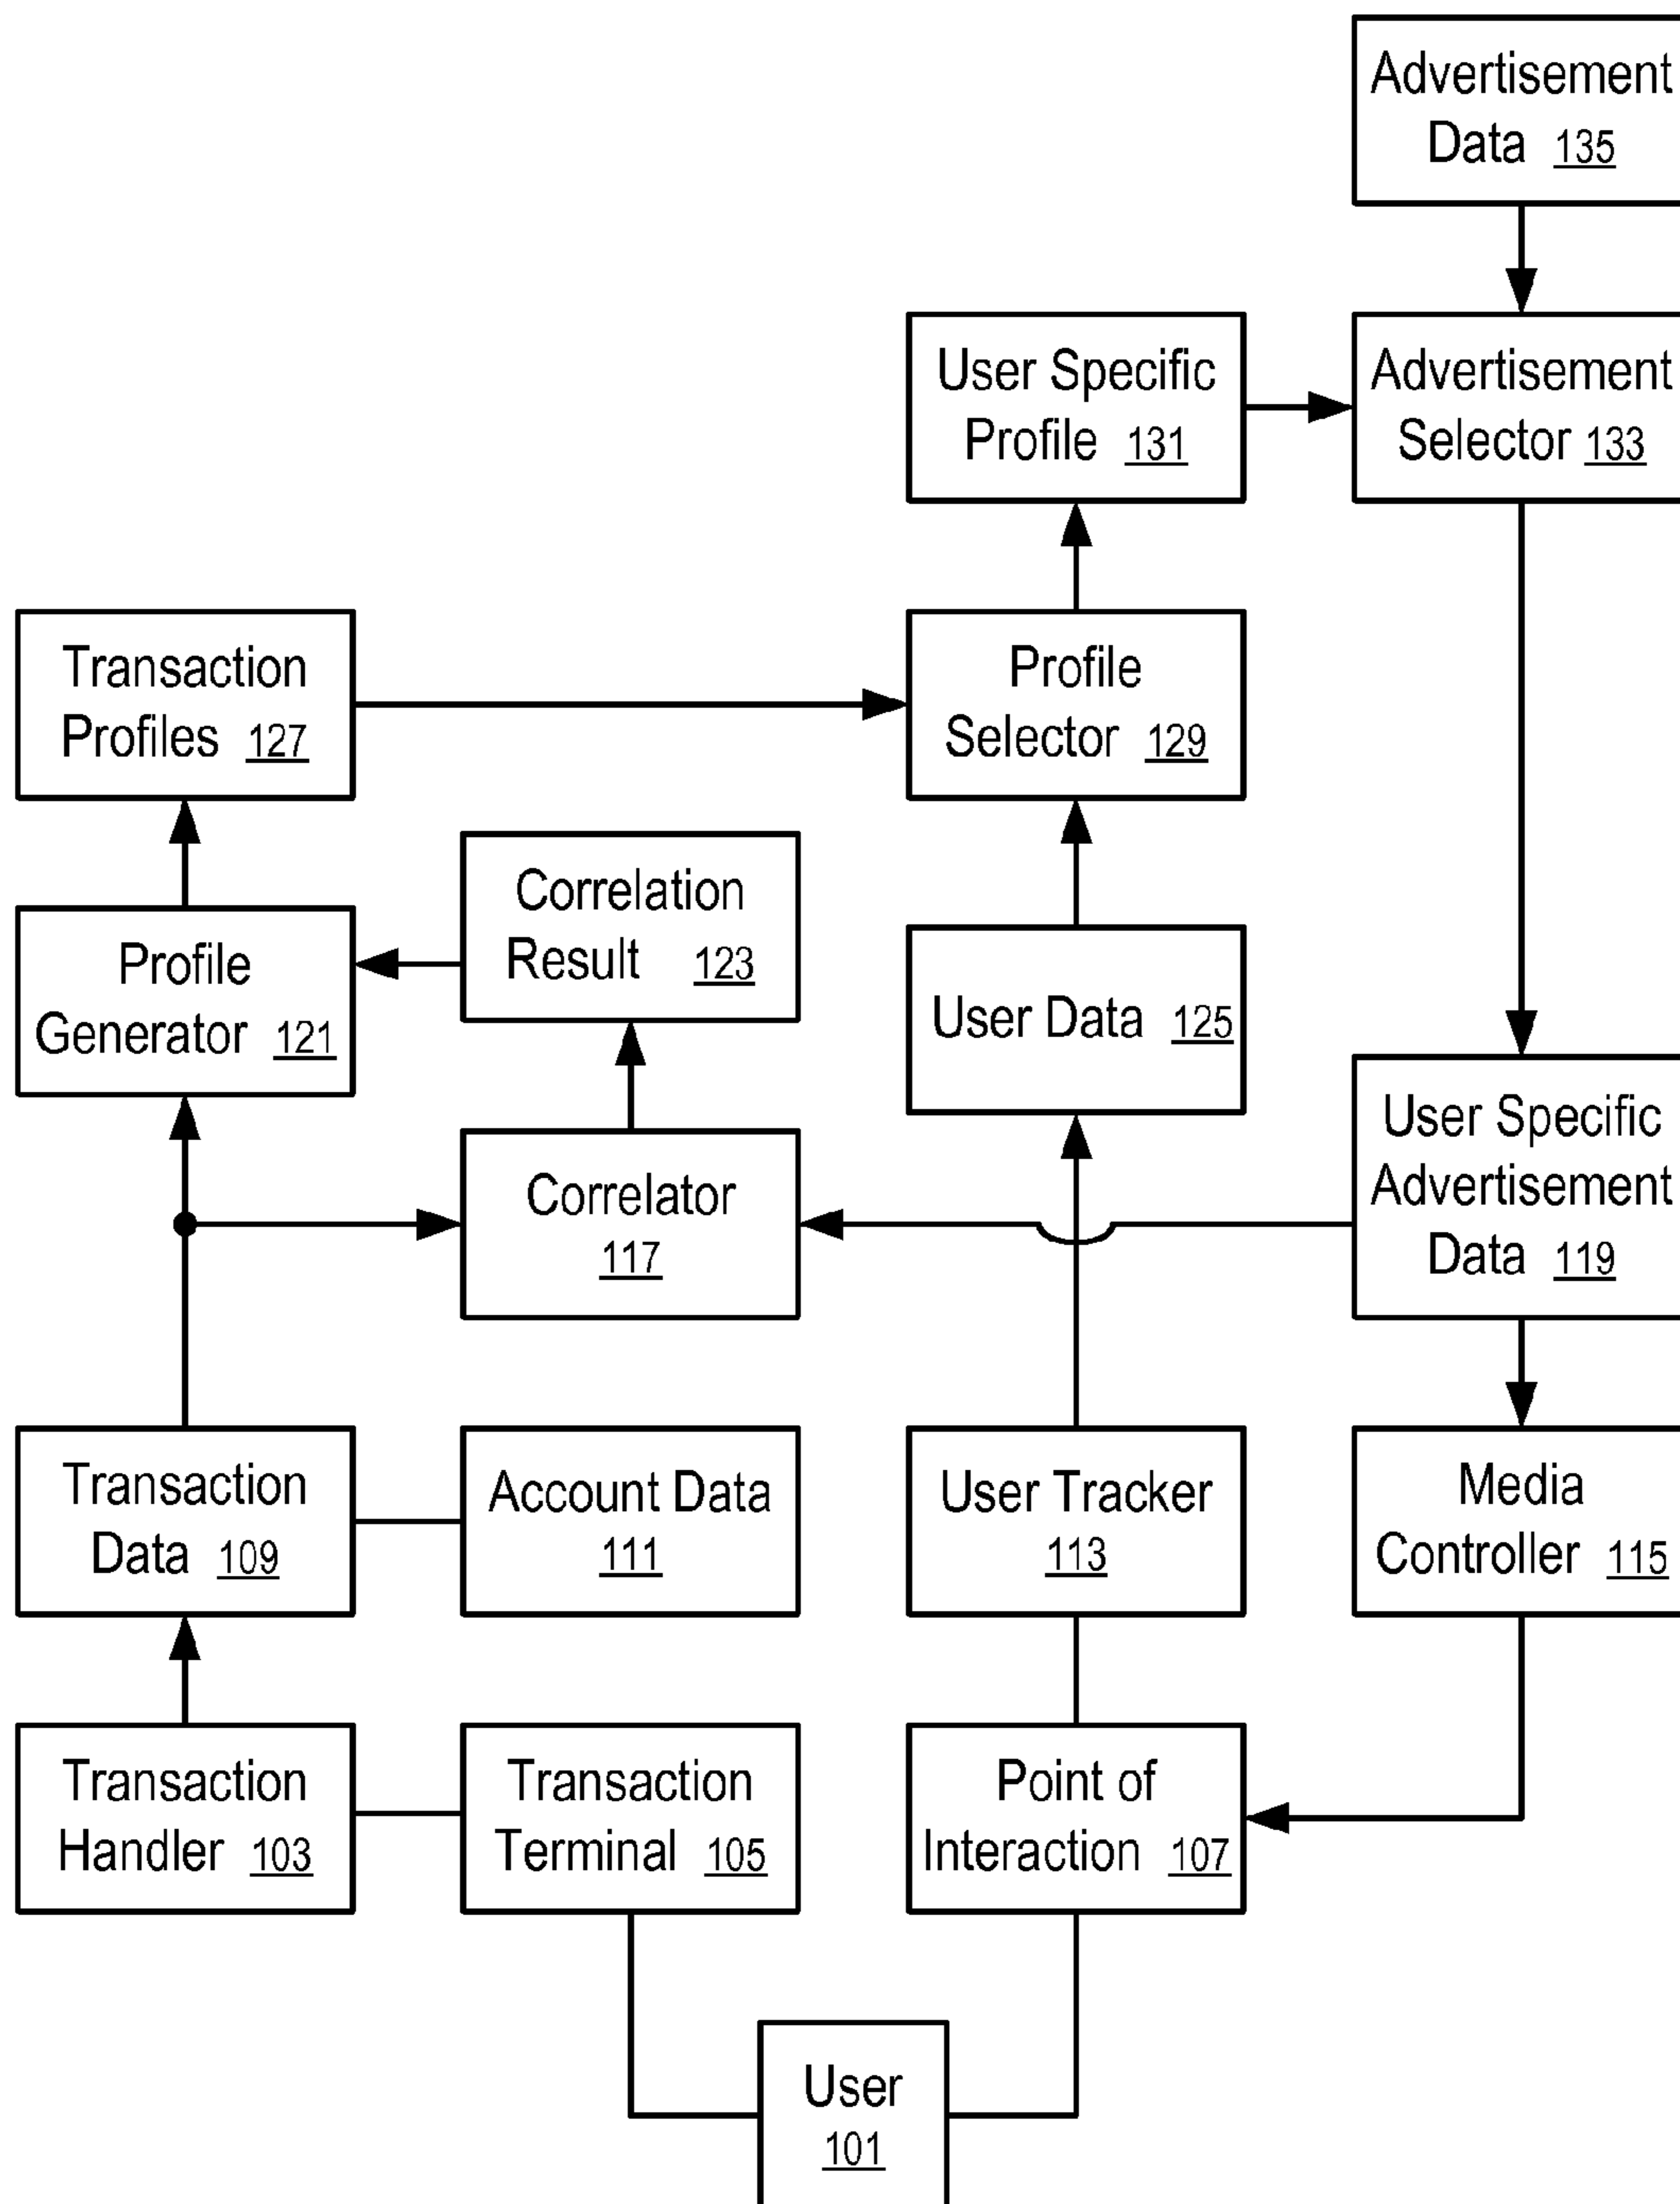 Advertisement
Data 135
User Specific
Profile 131
Advertisement
Selector 133
Transaction
Profiles 127
Profile
Selector 129
Correlation
Result 123
Profile
Generator 121
User Data 125
User Specific
Advertisement
Data 119
Correlator
117
Transaction
Data 109
Account Data
111
User Tracker
113
Media
Controller 115
Transaction
Handler 103
Transaction
Terminal 105
Point of
Interaction 107
User
101